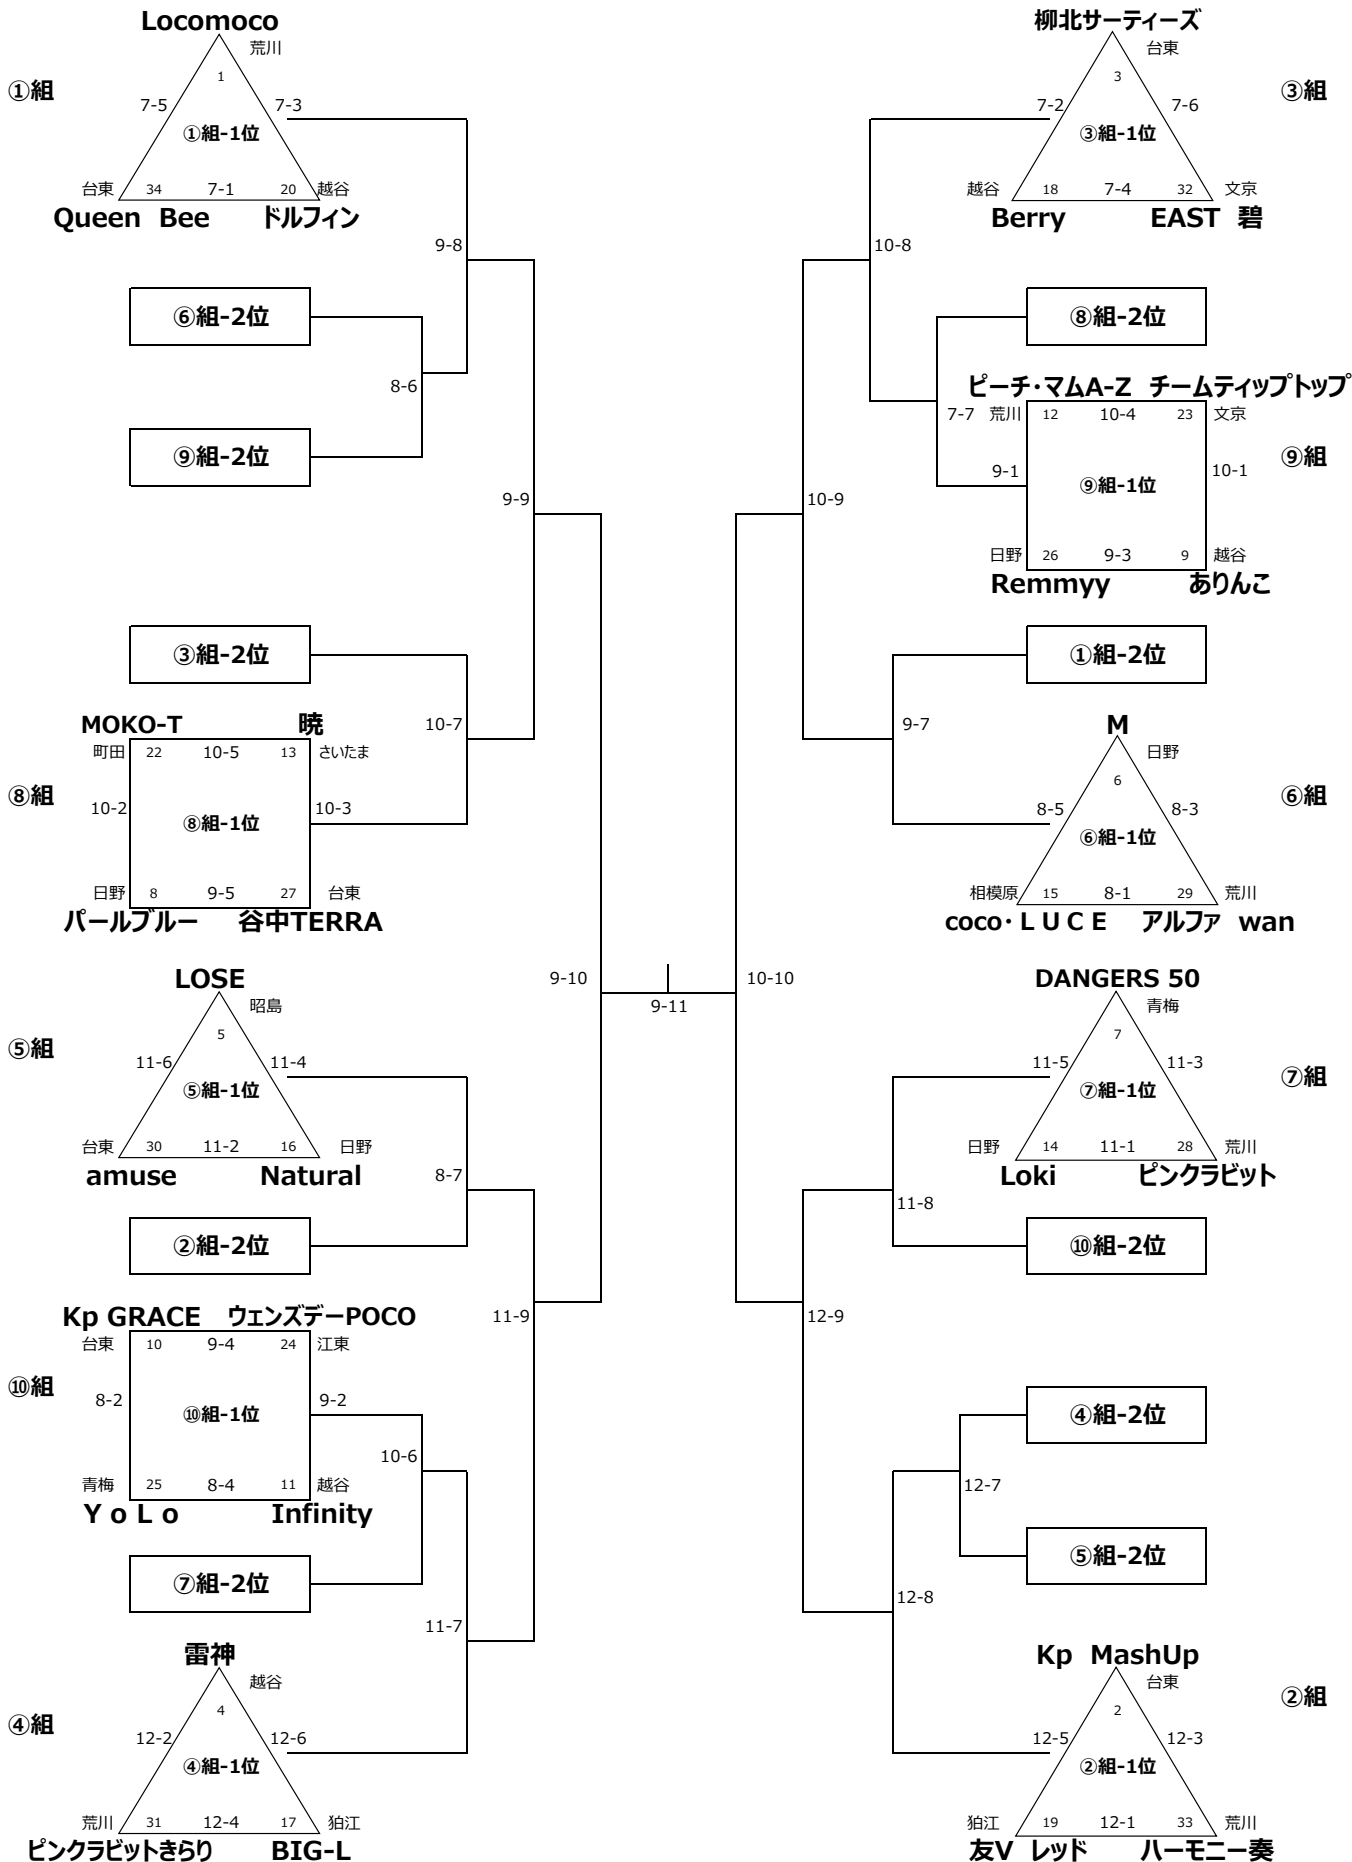 Locomoco
荒川
1
①組
7-5
7-3
①組-1位
台東
34
7-1
20
越谷
Queen Bee
ドルフィン
9-8
⑥組-2位
8-6
⑨組-2位
9-9
③組-2位
MOKO-T
暁
10-7
町田
22
10-5
13
さいたま
⑧組
10-2
⑧組-1位
10-3
日野
8
9-5
27
台東
パールブルー
谷中TERRA
LOSE
昭島
5
⑤組
11-6
11-4
⑤組-1位
台東
30
11-2
16
日野
amuse
Natural
8-7
②組-2位
Kp GRACE
ウェンズデーPOCO
11-9
台東
10
9-4
24
江東
⑩組
8-2
⑩組-1位
9-2
10-6
青梅
25
8-4
11
越谷
Y o L o
Infinity
⑦組-2位
11-7
雷神
越谷
4
④組
12-2
12-6
④組-1位
荒川
31
12-4
17
狛江
ピンクラビットきらり
BIG-L
9-10
9-11
10-10
柳北サーティーズ
台東
3
③組
7-2
7-6
③組-1位
越谷
18
7-4
32
文京
Berry
EAST 碧
10-8
⑧組-2位
ピーチ・マムA-Z
チームティップトップ
7-7
荒川
12
10-4
23
文京
⑨組
9-1
⑨組-1位
10-1
10-9
日野
26
9-3
9
越谷
Remmyy
ありんこ
①組-2位
9-7
M
日野
6
⑥組
8-5
8-3
⑥組-1位
相模原
15
8-1
29
荒川
coco・L U C E
アルファ wan
DANGERS 50
青梅
7
⑦組
11-5
11-3
⑦組-1位
日野
14
11-1
28
荒川
Loki
ピンクラビット
11-8
⑩組-2位
12-9
④組-2位
12-7
⑤組-2位
12-8
Kp MashUp
台東
2
②組
12-5
12-3
②組-1位
狛江
19
12-1
33
荒川
友V レッド
ハーモニー奏